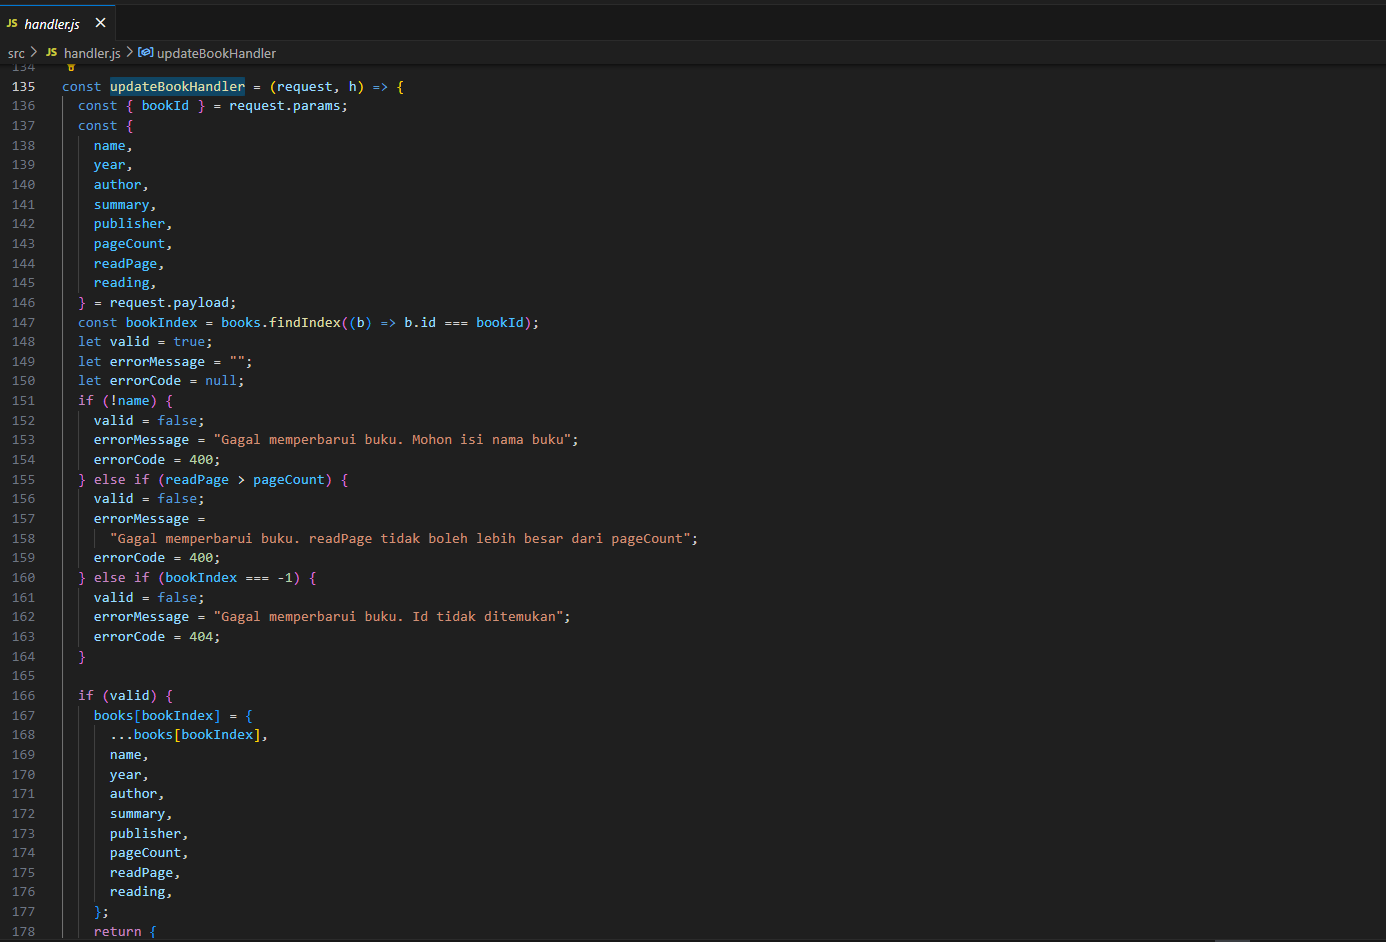 JS handler.js ×
src > JS handler.js > updateBookHandler
134
135 const updateBookHandler = (request, h) => {
136   const { bookId } = request.params;
137   const {
138     name,
139     year,
140     author,
141     summary,
142     publisher,
143     pageCount,
144     readPage,
145     reading,
146   } = request.payload;
147   const bookIndex = books.findIndex((b) => b.id === bookId);
148   let valid = true;
149   let errorMessage = "";
150   let errorCode = null;
151   if (!name) {
152     valid = false;
153     errorMessage = "Gagal memperbarui buku. Mohon isi nama buku";
154     errorCode = 400;
155   } else if (readPage > pageCount) {
156     valid = false;
157     errorMessage =
158       "Gagal memperbarui buku. readPage tidak boleh lebih besar dari pageCount";
159     errorCode = 400;
160   } else if (bookIndex === -1) {
161     valid = false;
162     errorMessage = "Gagal memperbarui buku. Id tidak ditemukan";
163     errorCode = 404;
164   }
165
166   if (valid) {
167     books[bookIndex] = {
168       ...books[bookIndex],
169       name,
170       year,
171       author,
172       summary,
173       publisher,
174       pageCount,
175       readPage,
176       reading,
177     };
178     return {